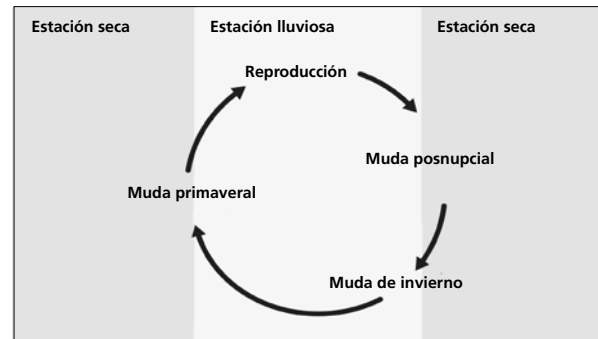 Estación seca
Estación lluviosa
Estación seca
Reproducción
Muda posnupcial
Muda primaveral
Muda de invierno